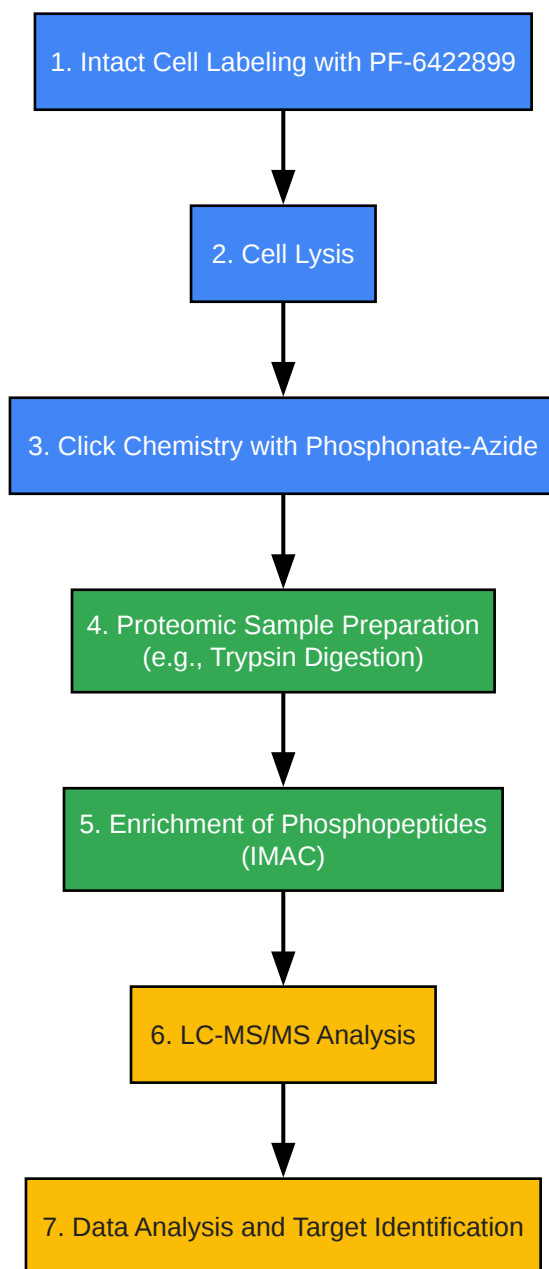 1. Intact Cell Labeling with PF-6422899
2. Cell Lysis
3. Click Chemistry with Phosphonate-Azide
4. Proteomic Sample Preparation
(e.g., Trypsin Digestion)
5. Enrichment of Phosphopeptides
(IMAC)
6. LC-MS/MS Analysis
7. Data Analysis and Target Identification